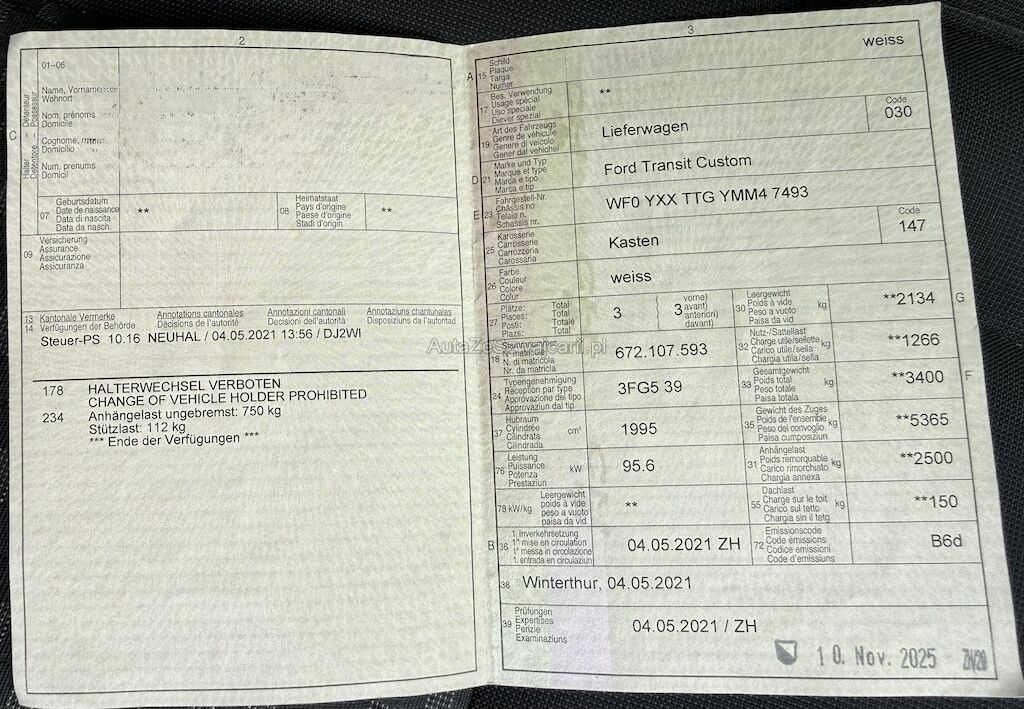 2
01-06
C
Halter Détenteur
Detentore Possessur
Name, Vornamen
Wohnort
Nom, prénoms
Domicile
Cognome,
Domicilio
Num, prenums
Domicil
07
Geburtsdatum
Date de naissance
Data di nascita
Data da nasch.
**
08
Heimatstaat
Pays d'origine
Paese d'origine
Stadi d'origin
**
09
Versicherung
Assurance
Assicurazione
Assicuranza
13 Kantonale Vermerke
14 Verfügungen der Behörde
Annotations cantonales
Décisions de l'autorité
Annotazioni cantonali
Decisioni dell'autorità
Annotaziuns chantunalas
Disposiziuns da l'autoritad
Steuer-PS 10.16 NEUHAL / 04.05.2021 13:56 / DJ2WI
178 HALTERWECHSEL VERBOTEN
CHANGE OF VEHICLE HOLDER PROHIBITED
234 Anhängelast ungebremst: 750 kg
Stützlast: 112 kg
*** Ende der Verfügungen ***
3
A 15
Schild
Plaque
Targa
Numer
weiss
17
Bes. Verwendung
Usage spécial
Uso speciale
Diever spezial
**
19
Art des Fahrzeugs
Genre de véhicule
Genere di veicolo
Gener dal vehichel
Lieferwagen
Code
030
D 21
Marke und Typ
Marque et type
Marca e tipo
Marca e tip
Ford Transit Custom
E 23
Fahrgestell-Nr.
Châssis no
Telaio n.
Schassis nr.
WF0 YXX TTG YMM4 7493
25
Karosserie
Carrosserie
Carrozzeria
Carossaria
Kasten
Code
147
26
Farbe
Couleur
Colore
Colur
weiss
27
Plätze: Total
Places: Total
Posti: Totale
Plazs: Total
3
( 3
vorne)
avant)
anteriori)
davant)
30
Leergewicht
Poids à vide
Peso a vuoto
Paisa da vid
kg
**2134
G
18
Stammnummer
N° matricule
N. di matricola
Nr. da matricla
672.107.593
32
Nutz-/Sattellast
Charge utile/sellette
Carico utile/sella
Chargia utila/sella
kg
**1266
24
Typengenehmigung
Réception par type
Approvazione del tipo
Approvaziun dal tip
3FG5 39
33
Gesamtgewicht
Poids total
Peso totale
Paisa totala
kg
**3400
F
37
Hubraum
Cylindrée
Cilindrata
Cilindrada
cm³
1995
35
Gewicht des Zuges
Poids de l'ensemble
Peso del convoglio
Paisa cumposiziun
kg
**5365
76
Leistung
Puissance
Potenza
Prestaziun
kW
95.6
31
Anhängelast
Poids remorquable
Carico rimorchiato
Chargia annexa
kg
**2500
78 kW/kg
Leergewicht
poids à vide
peso a vuoto
paisa da vid
**
55
Dachlast
Charge sur le toit
Carico sul tetto
Chargia sin il tetg
kg
**150
B 36
1. Inverkehrsetzung
1re mise en circulation
1a messa in circolazione
1. entrada en circulaziun
04.05.2021 ZH
72
Emissionscode
Code émissions
Codice emissioni
Code d'emissiuns
B6d
38 Winterthur, 04.05.2021
39
Prüfungen
Expertises
Perizie
Examinaziuns
04.05.2021 / ZH
10. Nov. 2025
AutaZeSzwajcarii.pl